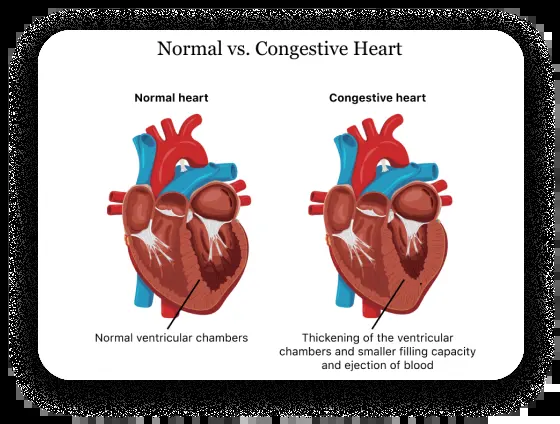 Normal vs. Congestive Heart
Normal heart
Congestive heart
Normal ventricular chambers
Thickening of the ventricular
chambers and smaller filling capacity
and ejection of blood